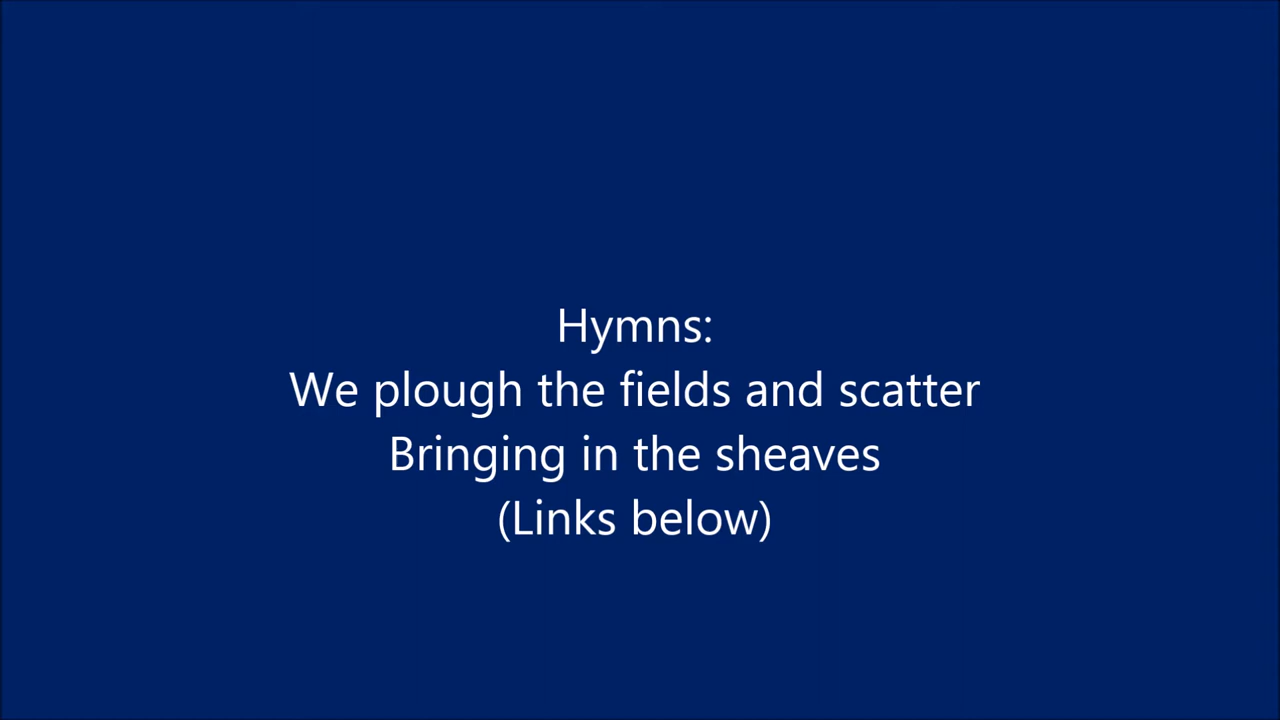 Hymns:
We plough the fields and scatter
Bringing in the sheaves
(Links below)